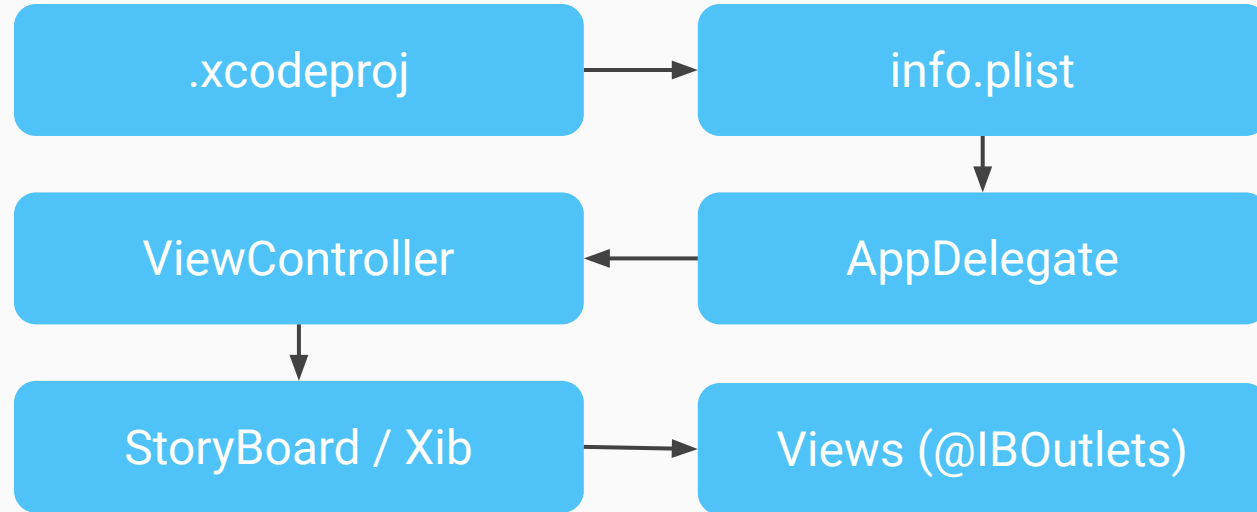 .xcodeproj
info.plist
ViewController
AppDelegate
StoryBoard / Xib
Views (@IBOutlets)